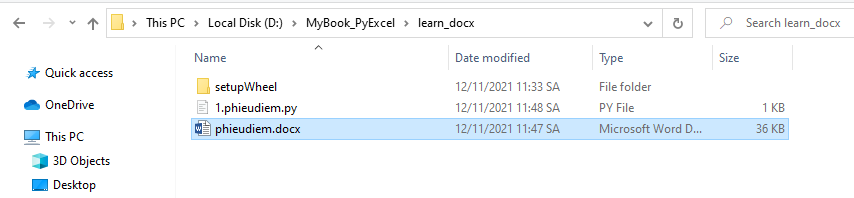 This PC > Local Disk (D:) > MyBook_PyExcel > learn_docx Search learn_docx
Name Date modified Type Size
Quick access
OneDrive
This PC
3D Objects
Desktop
setupWheel 12/11/2021 11:33 SA File folder
1.phieudiem.py 12/11/2021 11:48 SA PY File 1 KB
phieudiem.docx 12/11/2021 11:47 SA Microsoft Word D... 36 KB